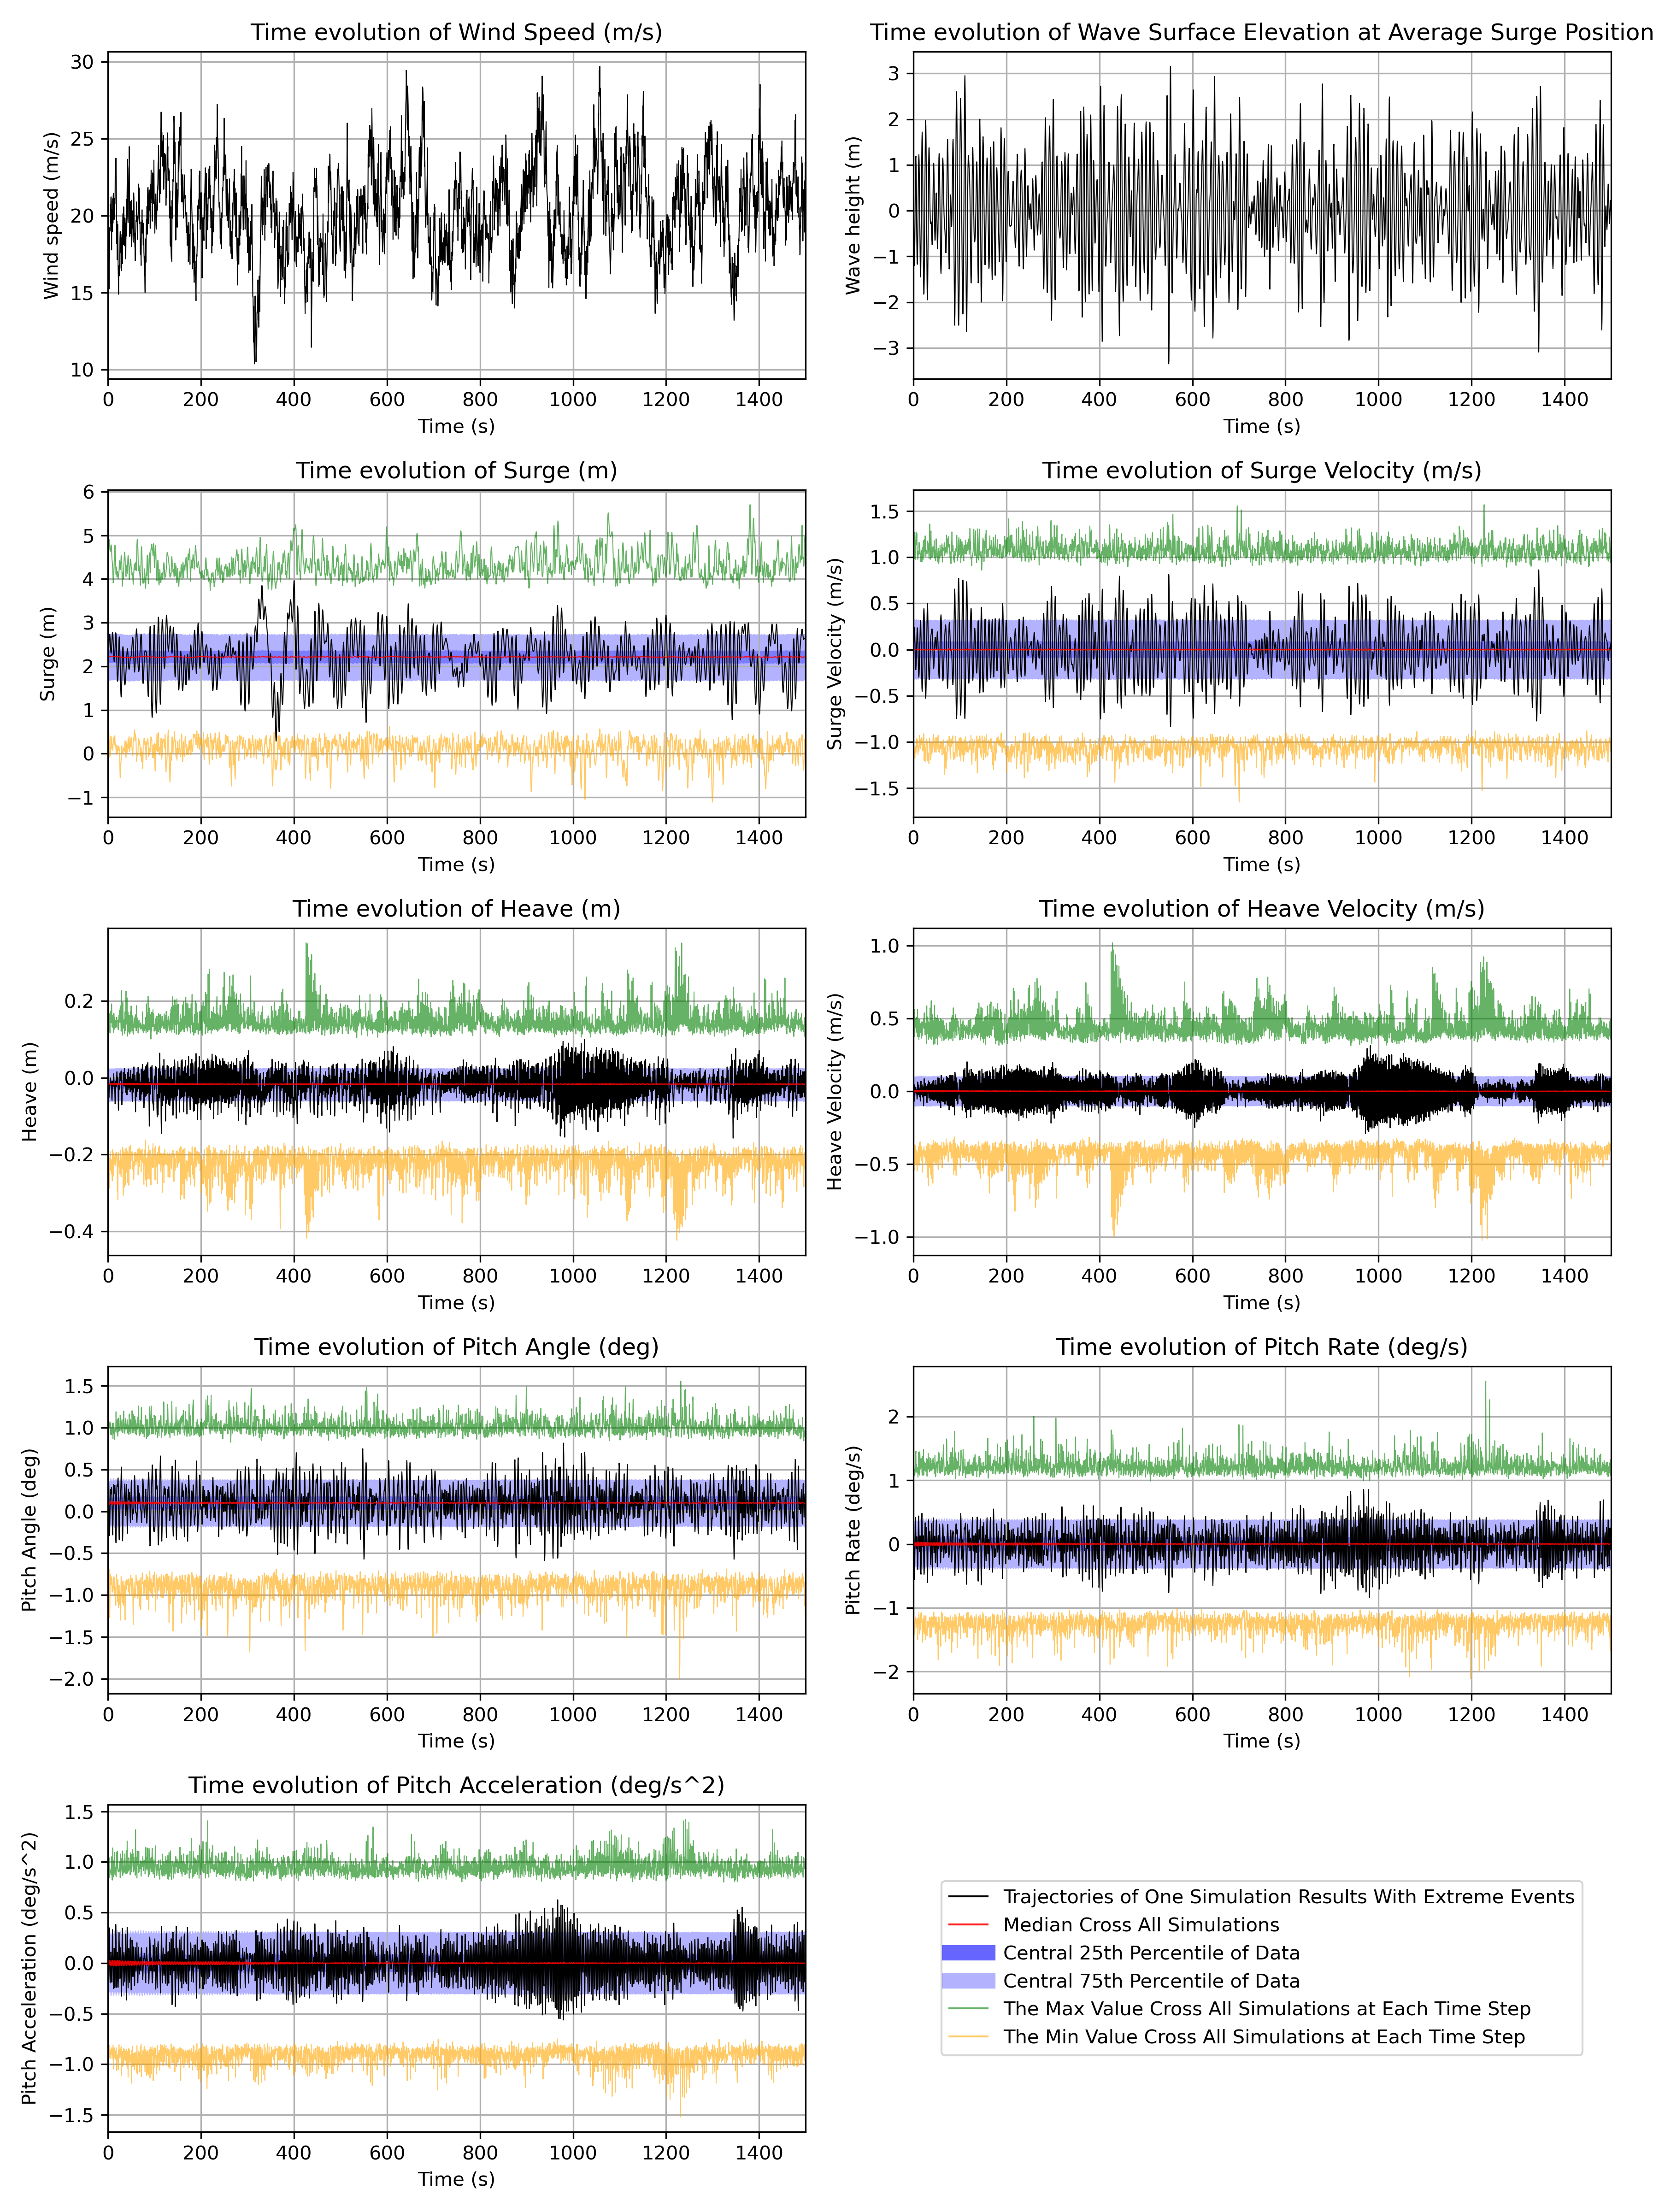 Time evolution of Wind Speed (m/s)
30
25
20
15
10
Wind speed (m/s)
0 200 400 600 800 1000 1200 1400
Time (s)
Time evolution of Wave Surface Elevation at Average Surge Position
3
2
1
0
−1
−2
−3
Wave height (m)
0 200 400 600 800 1000 1200 1400
Time (s)
Time evolution of Surge (m)
6
5
4
3
2
1
0
−1
Surge (m)
0 200 400 600 800 1000 1200 1400
Time (s)
Time evolution of Surge Velocity (m/s)
1.5
1.0
0.5
0.0
−0.5
−1.0
−1.5
Surge Velocity (m/s)
0 200 400 600 800 1000 1200 1400
Time (s)
Time evolution of Heave (m)
0.2
0.0
−0.2
−0.4
Heave (m)
0 200 400 600 800 1000 1200 1400
Time (s)
Time evolution of Heave Velocity (m/s)
1.0
0.5
0.0
−0.5
−1.0
Heave Velocity (m/s)
0 200 400 600 800 1000 1200 1400
Time (s)
Time evolution of Pitch Angle (deg)
1.5
1.0
0.5
0.0
−0.5
−1.0
−1.5
−2.0
Pitch Angle (deg)
0 200 400 600 800 1000 1200 1400
Time (s)
Time evolution of Pitch Rate (deg/s)
2
1
0
−1
−2
Pitch Rate (deg/s)
0 200 400 600 800 1000 1200 1400
Time (s)
Time evolution of Pitch Acceleration (deg/s^2)
1.5
1.0
0.5
0.0
−0.5
−1.0
−1.5
Pitch Acceleration (deg/s^2)
0 200 400 600 800 1000 1200 1400
Time (s)
Trajectories of One Simulation Results With Extreme Events
Median Cross All Simulations
Central 25th Percentile of Data
Central 75th Percentile of Data
The Max Value Cross All Simulations at Each Time Step
The Min Value Cross All Simulations at Each Time Step